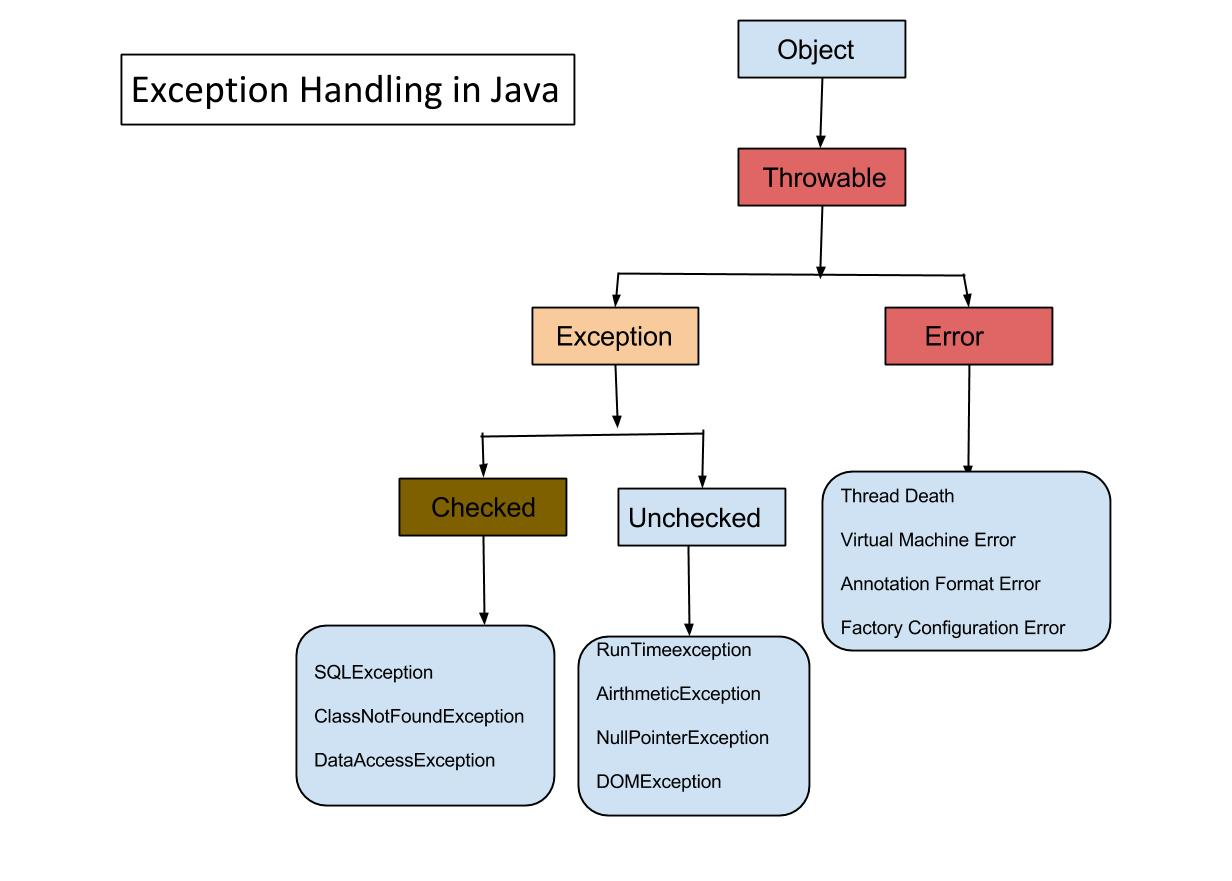 Exception Handling in Java
Object
Throwable
Exception
Error
Checked
Unchecked
Thread Death
Virtual Machine Error
Annotation Format Error
Factory Configuration Error
SQLException
ClassNotFoundException
DataAccessException
RunTimeexception
AirthmeticException
NullPointerException
DOMException